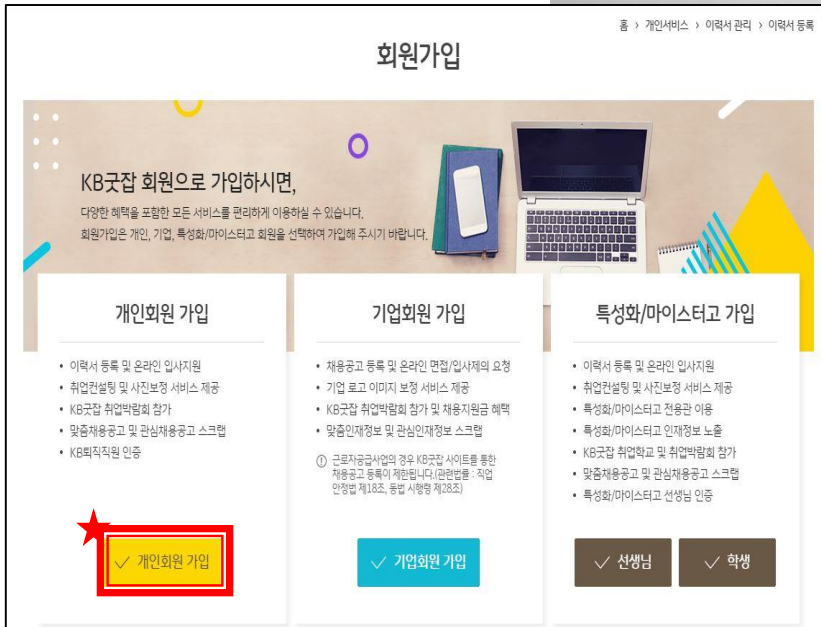 홈 > 개인서비스 > 이력서 관리 > 이력서 등록
회원가입
KB굿잡 회원으로 가입하시면,
다양한 혜택을 포함한 모든 서비스를 편리하게 이용하실 수 있습니다.
회원가입은 개인, 기업, 특성화/마이스터고 회원을 선택하여 가입해 주시기 바랍니다.
개인회원 가입
• 이력서 등록 및 온라인 입사지원
• 취업컨설팅 및 사진보정 서비스 제공
• KB굿잡 취업박람회 참가
• 맞춤채용공고 및 관심채용공고 스크랩
• KB퇴직직원 인증
개인회원 가입
기업회원 가입
• 채용공고 등록 및 온라인 면접/입사제의 요청
• 기업 로고 이미지 보정 서비스 제공
• KB굿잡 취업박람회 참가 및 채용지원금 혜택
• 맞춤인재정보 및 관심인재정보 스크랩
① 근로자공급사업의 경우 KB굿잡 사이트를 통한
채용공고 등록이 제한됩니다.(관련법률 : 직업
안정법 제18조, 동법 시행령 제28조)
기업회원 가입
특성화/마이스터고 가입
• 이력서 등록 및 온라인 입사지원
• 취업컨설팅 및 사진보정 서비스 제공
• 특성화/마이스터고 전용관 이용
• 특성화/마이스터고 인재정보 노출
• KB굿잡 취업학교 및 취업박람회 참가
• 맞춤채용공고 및 관심채용공고 스크랩
• 특성화/마이스터고 선생님 인증
선생님
학생